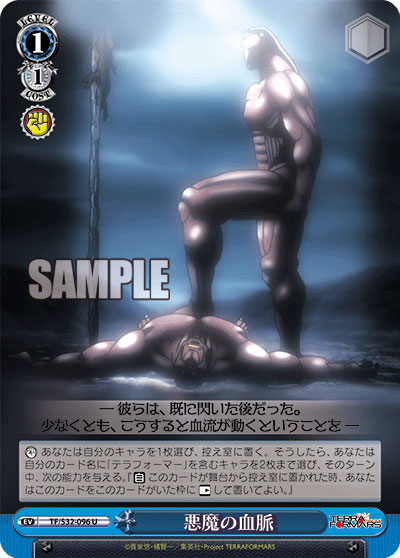 LEVEL
1
1
COST
SAMPLE
― 彼らは、既に閃いた後だった。
少なくとも、こうすると血流が動くということを ―
あなたは自分のキャラを1枚選び、控え室に置く。そうしたら、あなたは
自分のカード名に「テラフォーマー」を含むキャラを2枚まで選び、そのターン
中、次の能力を与える。『 このカードが舞台から控え室に置かれた時、あなた
はこのカードをこのカードがいた枠に して置いてよい。』
EV TF/S32-096 U
悪魔の血脈
TERRAFORMARS
©貴家悠・橘賢一/集英社・Project TERRAFORMARS